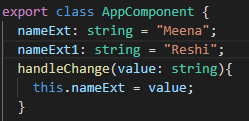 export class AppComponent {
nameExt: string = "Meena";
nameExt1: string = "Reshi";
handleChange(value: string){
this.nameExt = value;
}